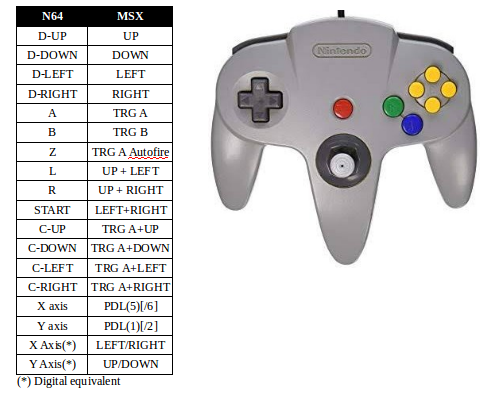 N64 MSX
D-UP UP
D-DOWN DOWN
D-LEFT LEFT
D-RIGHT RIGHT
A TRG A
B TRG B
Z TRG A Autofire
L UP + LEFT
R UP + RIGHT
START LEFT+RIGHT
C-UP TRG A+UP
C-DOWN TRG A+DOWN
C-LEFT TRG A+LEFT
C-RIGHT TRG A+RIGHT
X axis PDL(5)[/6]
Y axis PDL(1)[/2]
X Axis(*) LEFT/RIGHT
Y Axis(*) UP/DOWN
(*) Digital equivalent
Nintendo